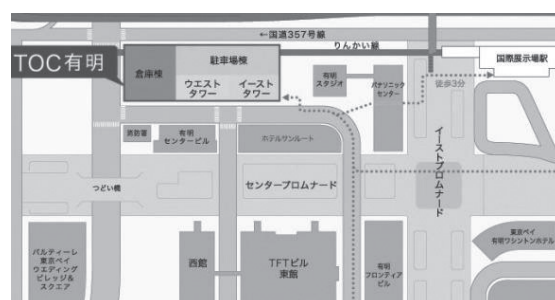 ←国道357号線
りんかい線
国際展示場駅
TOC有明
倉庫棟
駐車場棟
ウエスト
タワー
イースト
タワー
有明
スタジオ
パナソニック
センター
徒歩3分
消防署
有明
センタービル
ホテルサンルート
イーストプロムナード
つどい橋
センタープロムナード
バルティーレ
東京ベイ
ウエディング
ビレッジ&
スクエア
西館
TFTビル
東館
有明
フロンティア
ビル
東京ベイ
有明ワシントンホテル